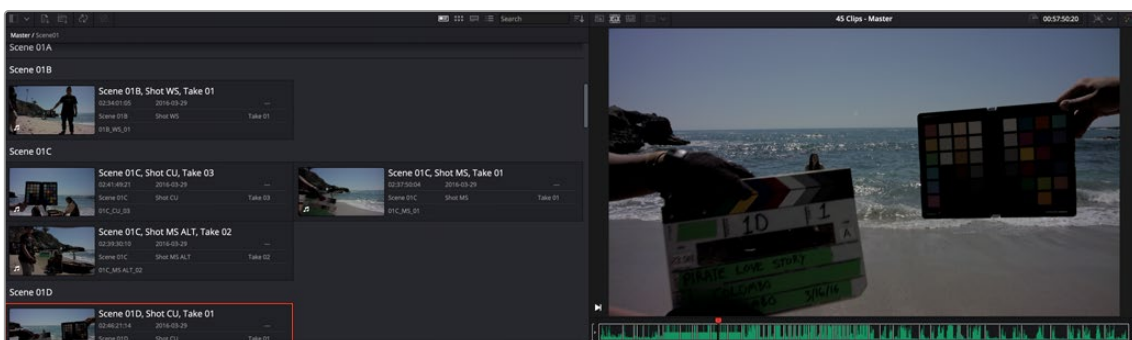 Search
45 Clips - Master
00:57:50:20
Master / Scene01
Scene 01A
Scene 01B
Scene 01B, Shot WS, Take 01
02:34:01:05 2016-03-29 --
Scene 01B Shot WS Take 01
01B_WS_01
Scene 01C
Scene 01C, Shot CU, Take 03
02:41:49:21 2016-03-29 --
Scene 01C Shot CU Take 03
01C_CU_03
Scene 01C, Shot MS, Take 01
02:37:50:04 2016-03-29 --
Scene 01C Shot MS Take 01
01C_MS_01
Scene 01C, Shot MS ALT, Take 02
02:39:30:10 2016-03-29 --
Scene 01C Shot MS ALT Take 02
01C_MS ALT_02
Scene 01D
Scene 01D, Shot CU, Take 01
02:46:21:14 2016-03-29 --
Scene 01D Shot CU Take 01
1D 1
A
PIRATE LOVE STORY